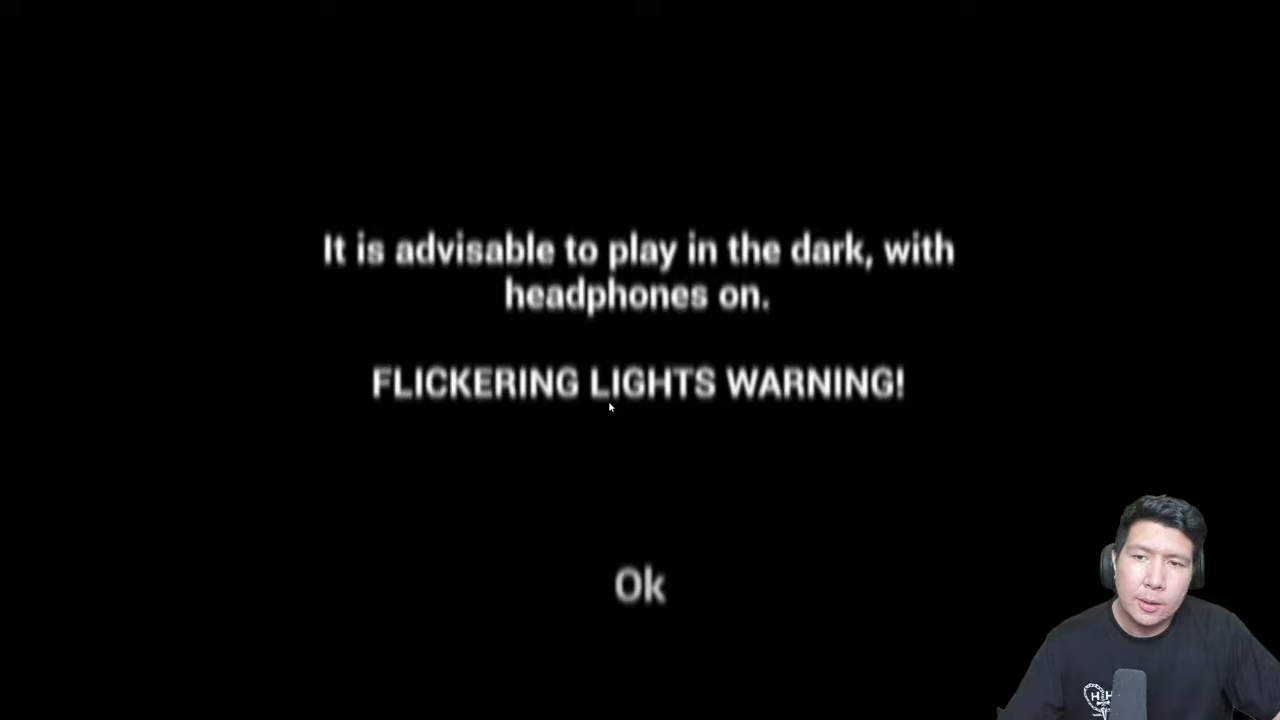 It is advisable to play in the dark, with
headphones on.
FLICKERING LIGHTS WARNING!
Ok